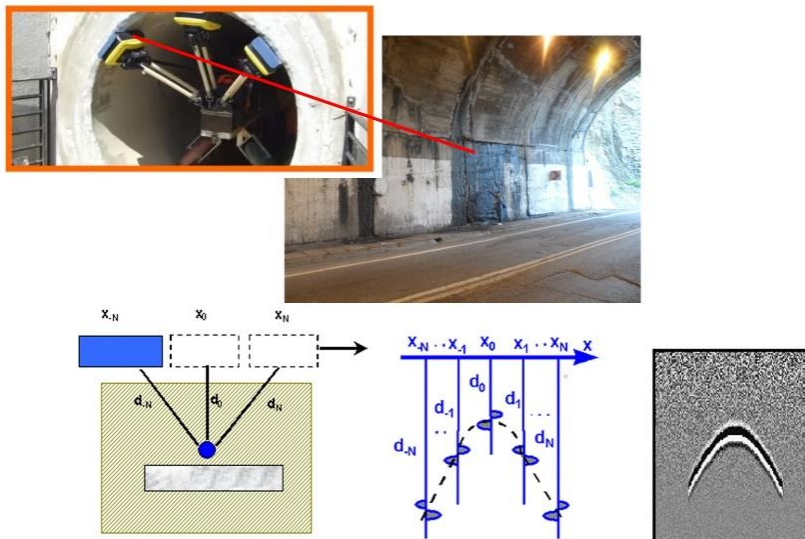 x-N x0 xN
d-N d0 dN
x-N . . x-1 x0 x1 . . xN x
d0
d-1 d1
. . ...
d-N dN